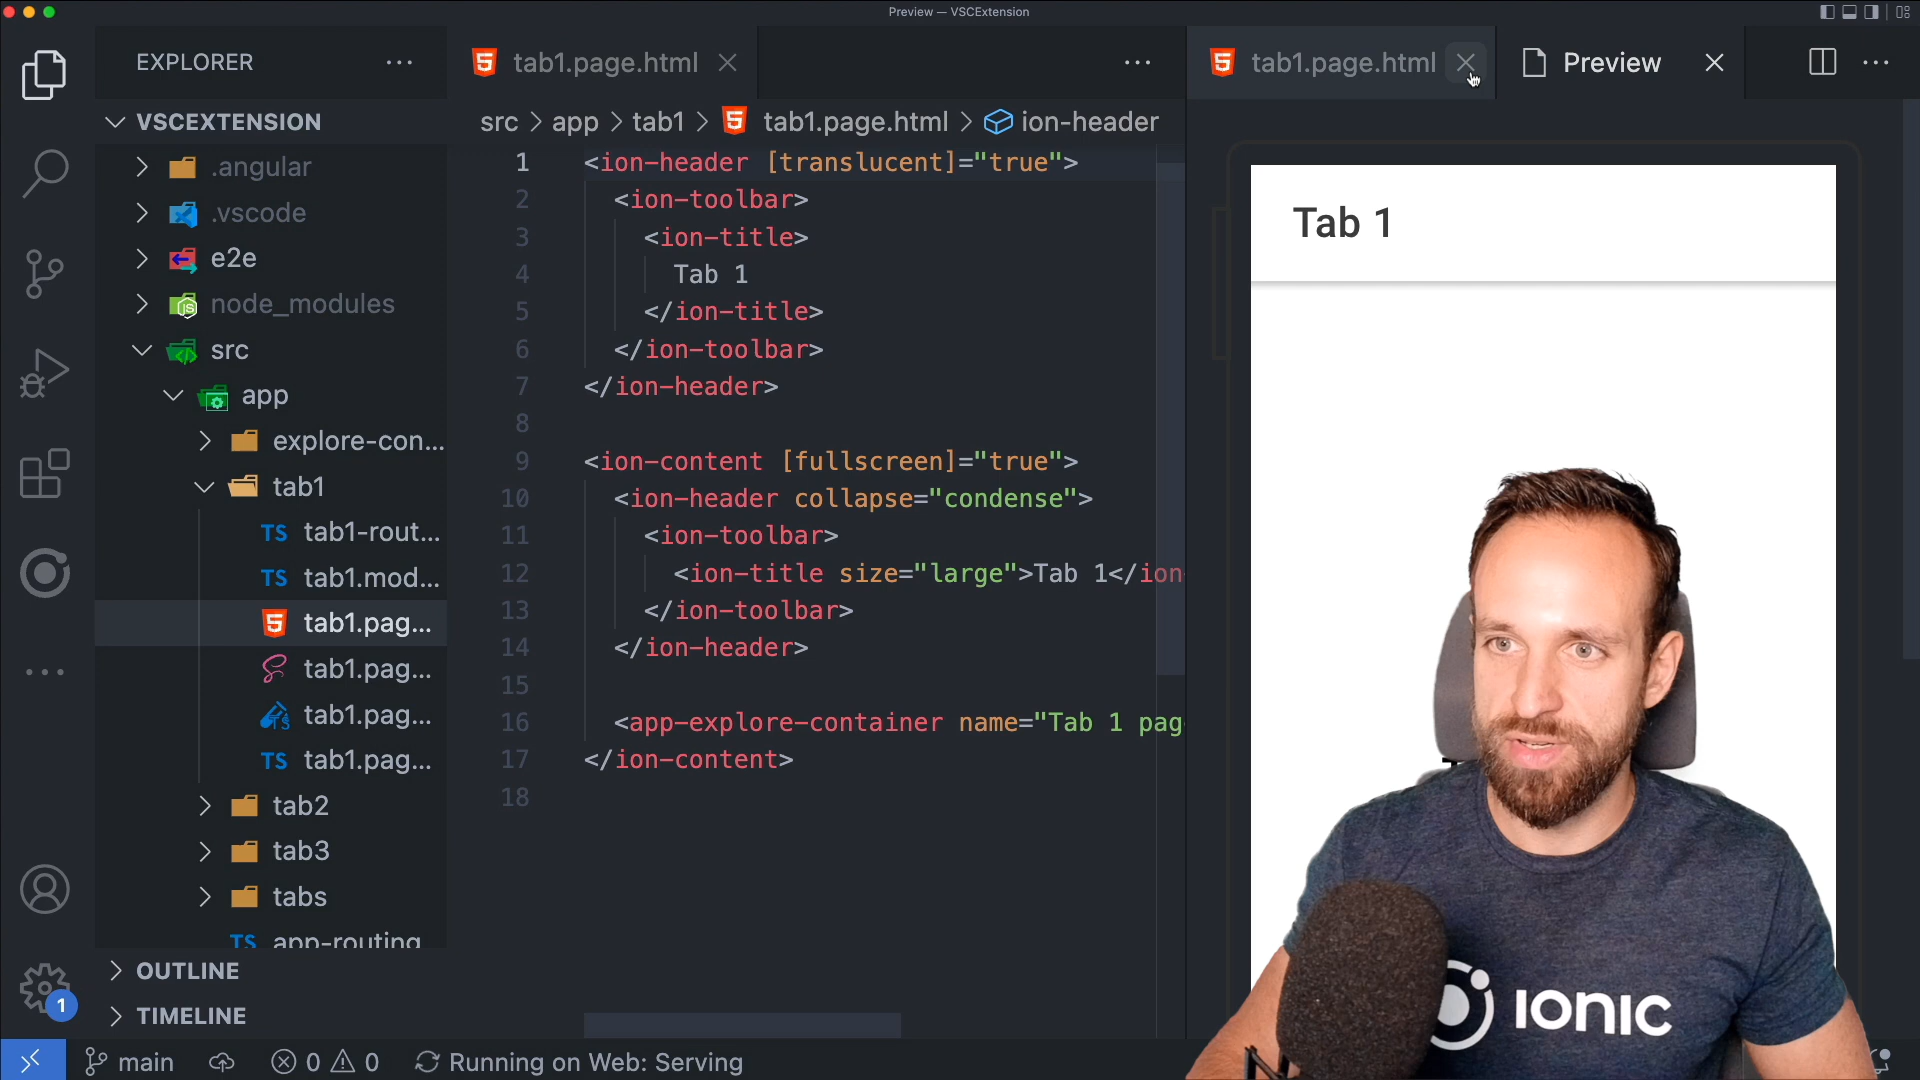 Preview — VSCExtension
EXPLORER
tab1.page.html
tab1.page.html
Preview
VSCEXTENSION
src > app > tab1 > tab1.page.html > ion-header
.angular
.vscode
e2e
node_modules
src
app
explore-con...
tab1
TS tab1-rout...
TS tab1.mod...
tab1.pag...
tab1.pag...
tab1.pag...
TS tab1.pag...
tab2
tab3
tabs
TS app-routing
OUTLINE
TIMELINE
1
1 <ion-header [translucent]="true">
2 <ion-toolbar>
3 <ion-title>
4 Tab 1
5 </ion-title>
6 </ion-toolbar>
7 </ion-header>
8
9 <ion-content [fullscreen]="true">
10 <ion-header collapse="condense">
11 <ion-toolbar>
12 <ion-title size="large">Tab 1</ion
13 </ion-toolbar>
14 </ion-header>
15
16 <app-explore-container name="Tab 1 pag
17 </ion-content>
18
Tab 1
IONIC
main 0 0 Running on Web: Serving